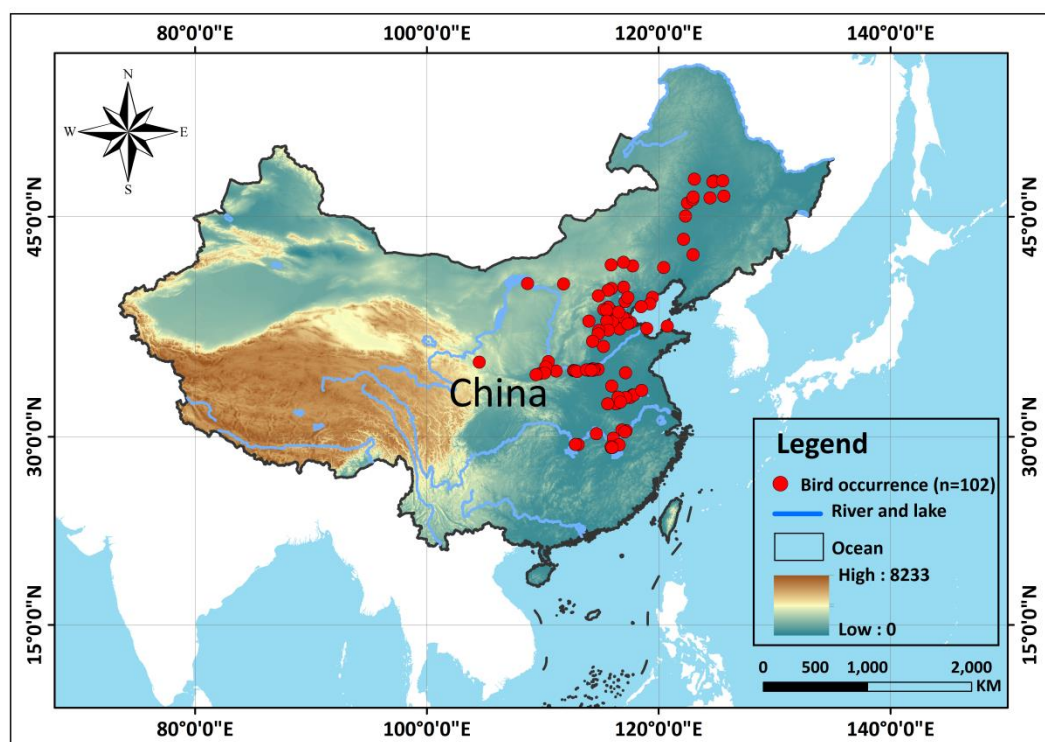 80°0'0"E 100°0'0"E 120°0'0"E 140°0'0"E
N
W E
S
45°0'0"N 45°0'0"N
China
30°0'0"N 30°0'0"N
15°0'0"N 15°0'0"N
Legend
Bird occurrence (n=102)
River and lake
Ocean
High : 8233
Low : 0
0 500 1,000 2,000
KM
80°0'0"E 100°0'0"E 120°0'0"E 140°0'0"E